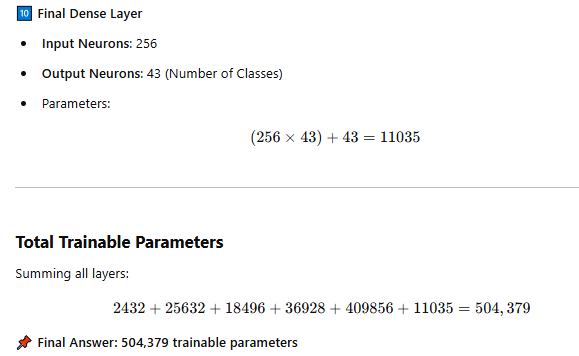 🔟 Final Dense Layer
• Input Neurons: 256
• Output Neurons: 43 (Number of Classes)
• Parameters:
(256 × 43) + 43 = 11035
Total Trainable Parameters
Summing all layers:
2432 + 25632 + 18496 + 36928 + 409856 + 11035 = 504, 379
📌 Final Answer: 504,379 trainable parameters